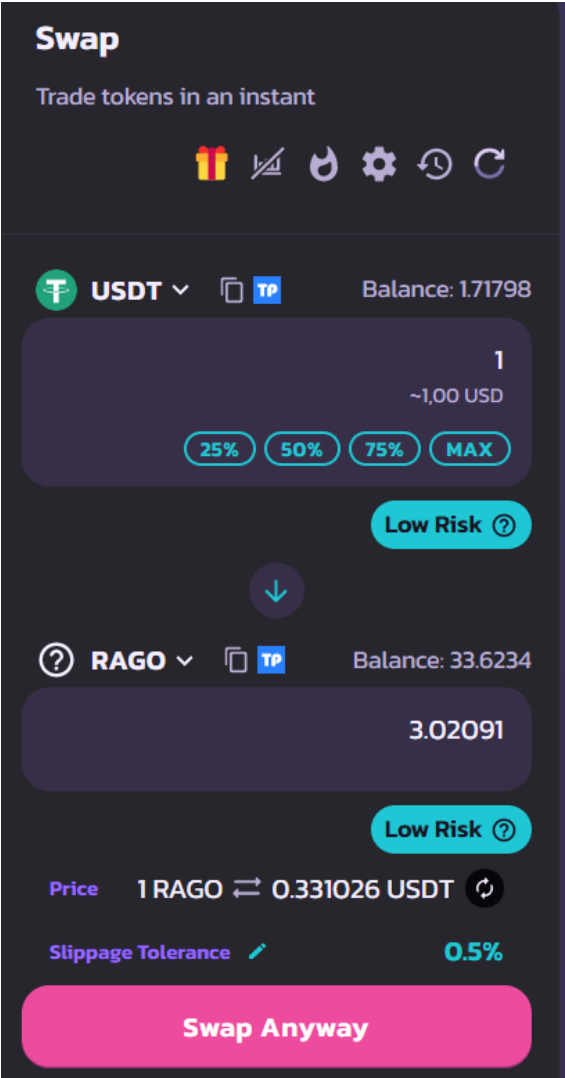 Swap
Trade tokens in an instant
USDT TP Balance: 1.71798
1
~1,00 USD
25% 50% 75% MAX
Low Risk ?
? RAGO TP Balance: 33.6234
3.02091
Low Risk ?
Price 1 RAGO ⇄ 0.331026 USDT
Slippage Tolerance 0.5%
Swap Anyway